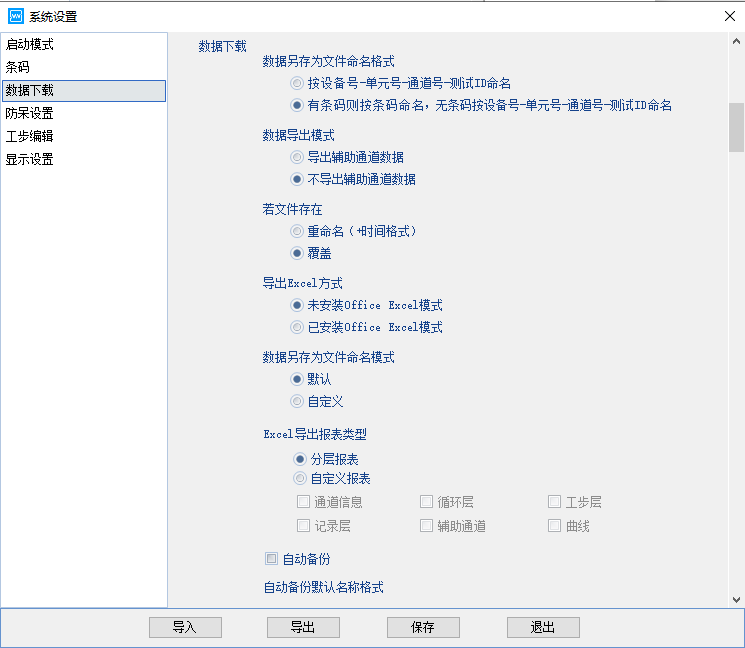 系统设置
启动模式
条码
数据下载
防呆设置
工步编辑
显示设置
数据下载
数据另存为文件命名格式
按设备号-单元号-通道号-测试ID命名
有条码则按条码命名，无条码按设备号-单元号-通道号-测试ID命名
数据导出模式
导出辅助通道数据
不导出辅助通道数据
若文件存在
重命名（+时间格式）
覆盖
导出Excel方式
未安装Office Excel模式
已安装Office Excel模式
数据另存为文件命名模式
默认
自定义
Excel导出报表类型
分层报表
自定义报表
通道信息 循环层 工步层
记录层 辅助通道 曲线
自动备份
自动备份默认名称格式
导入 导出 保存 退出